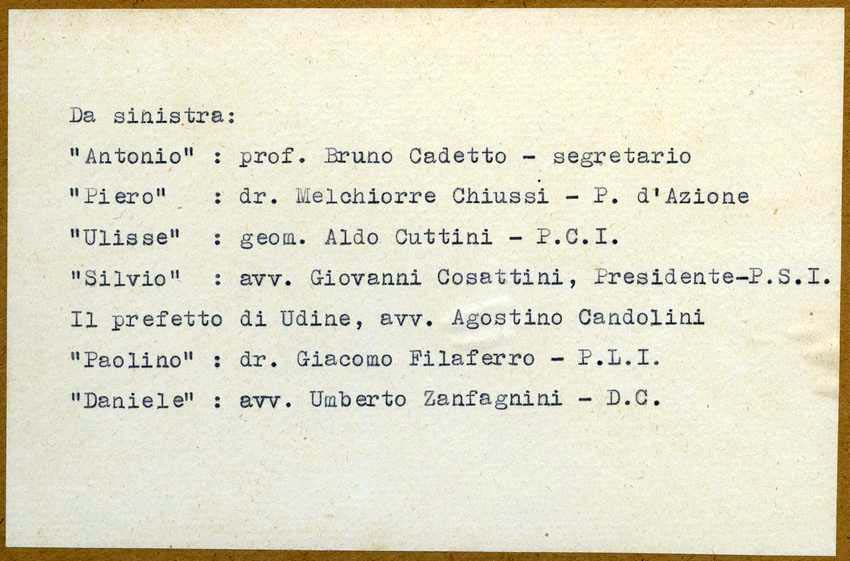 Da sinistra:
"Antonio" : prof. Bruno Cadetto - segretario
"Piero" : dr. Melchiorre Chiussi - P. d'Azione
"Ulisse" : geom. Aldo Cuttini - P.C.I.
"Silvio" : avv. Giovanni Cosattini, Presidente-P.S.I.
Il prefetto di Udine, avv. Agostino Candolini
"Paolino" : dr. Giacomo Filaferro - P.L.I.
"Daniele" : avv. Umberto Zanfagnini - D.C.